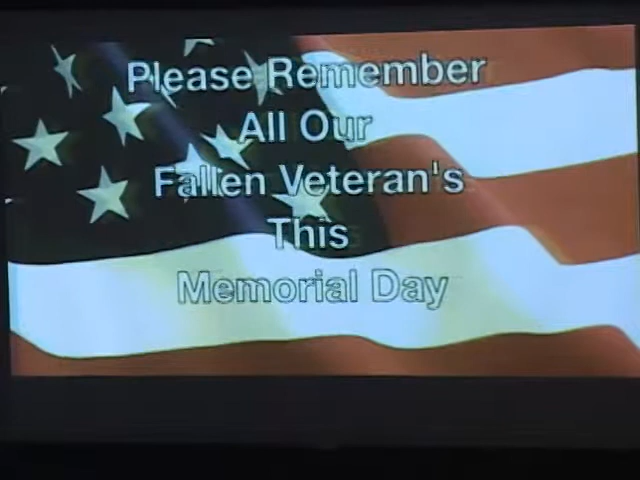 Please Remember
All Our
Fallen Veteran's
This
Memorial Day